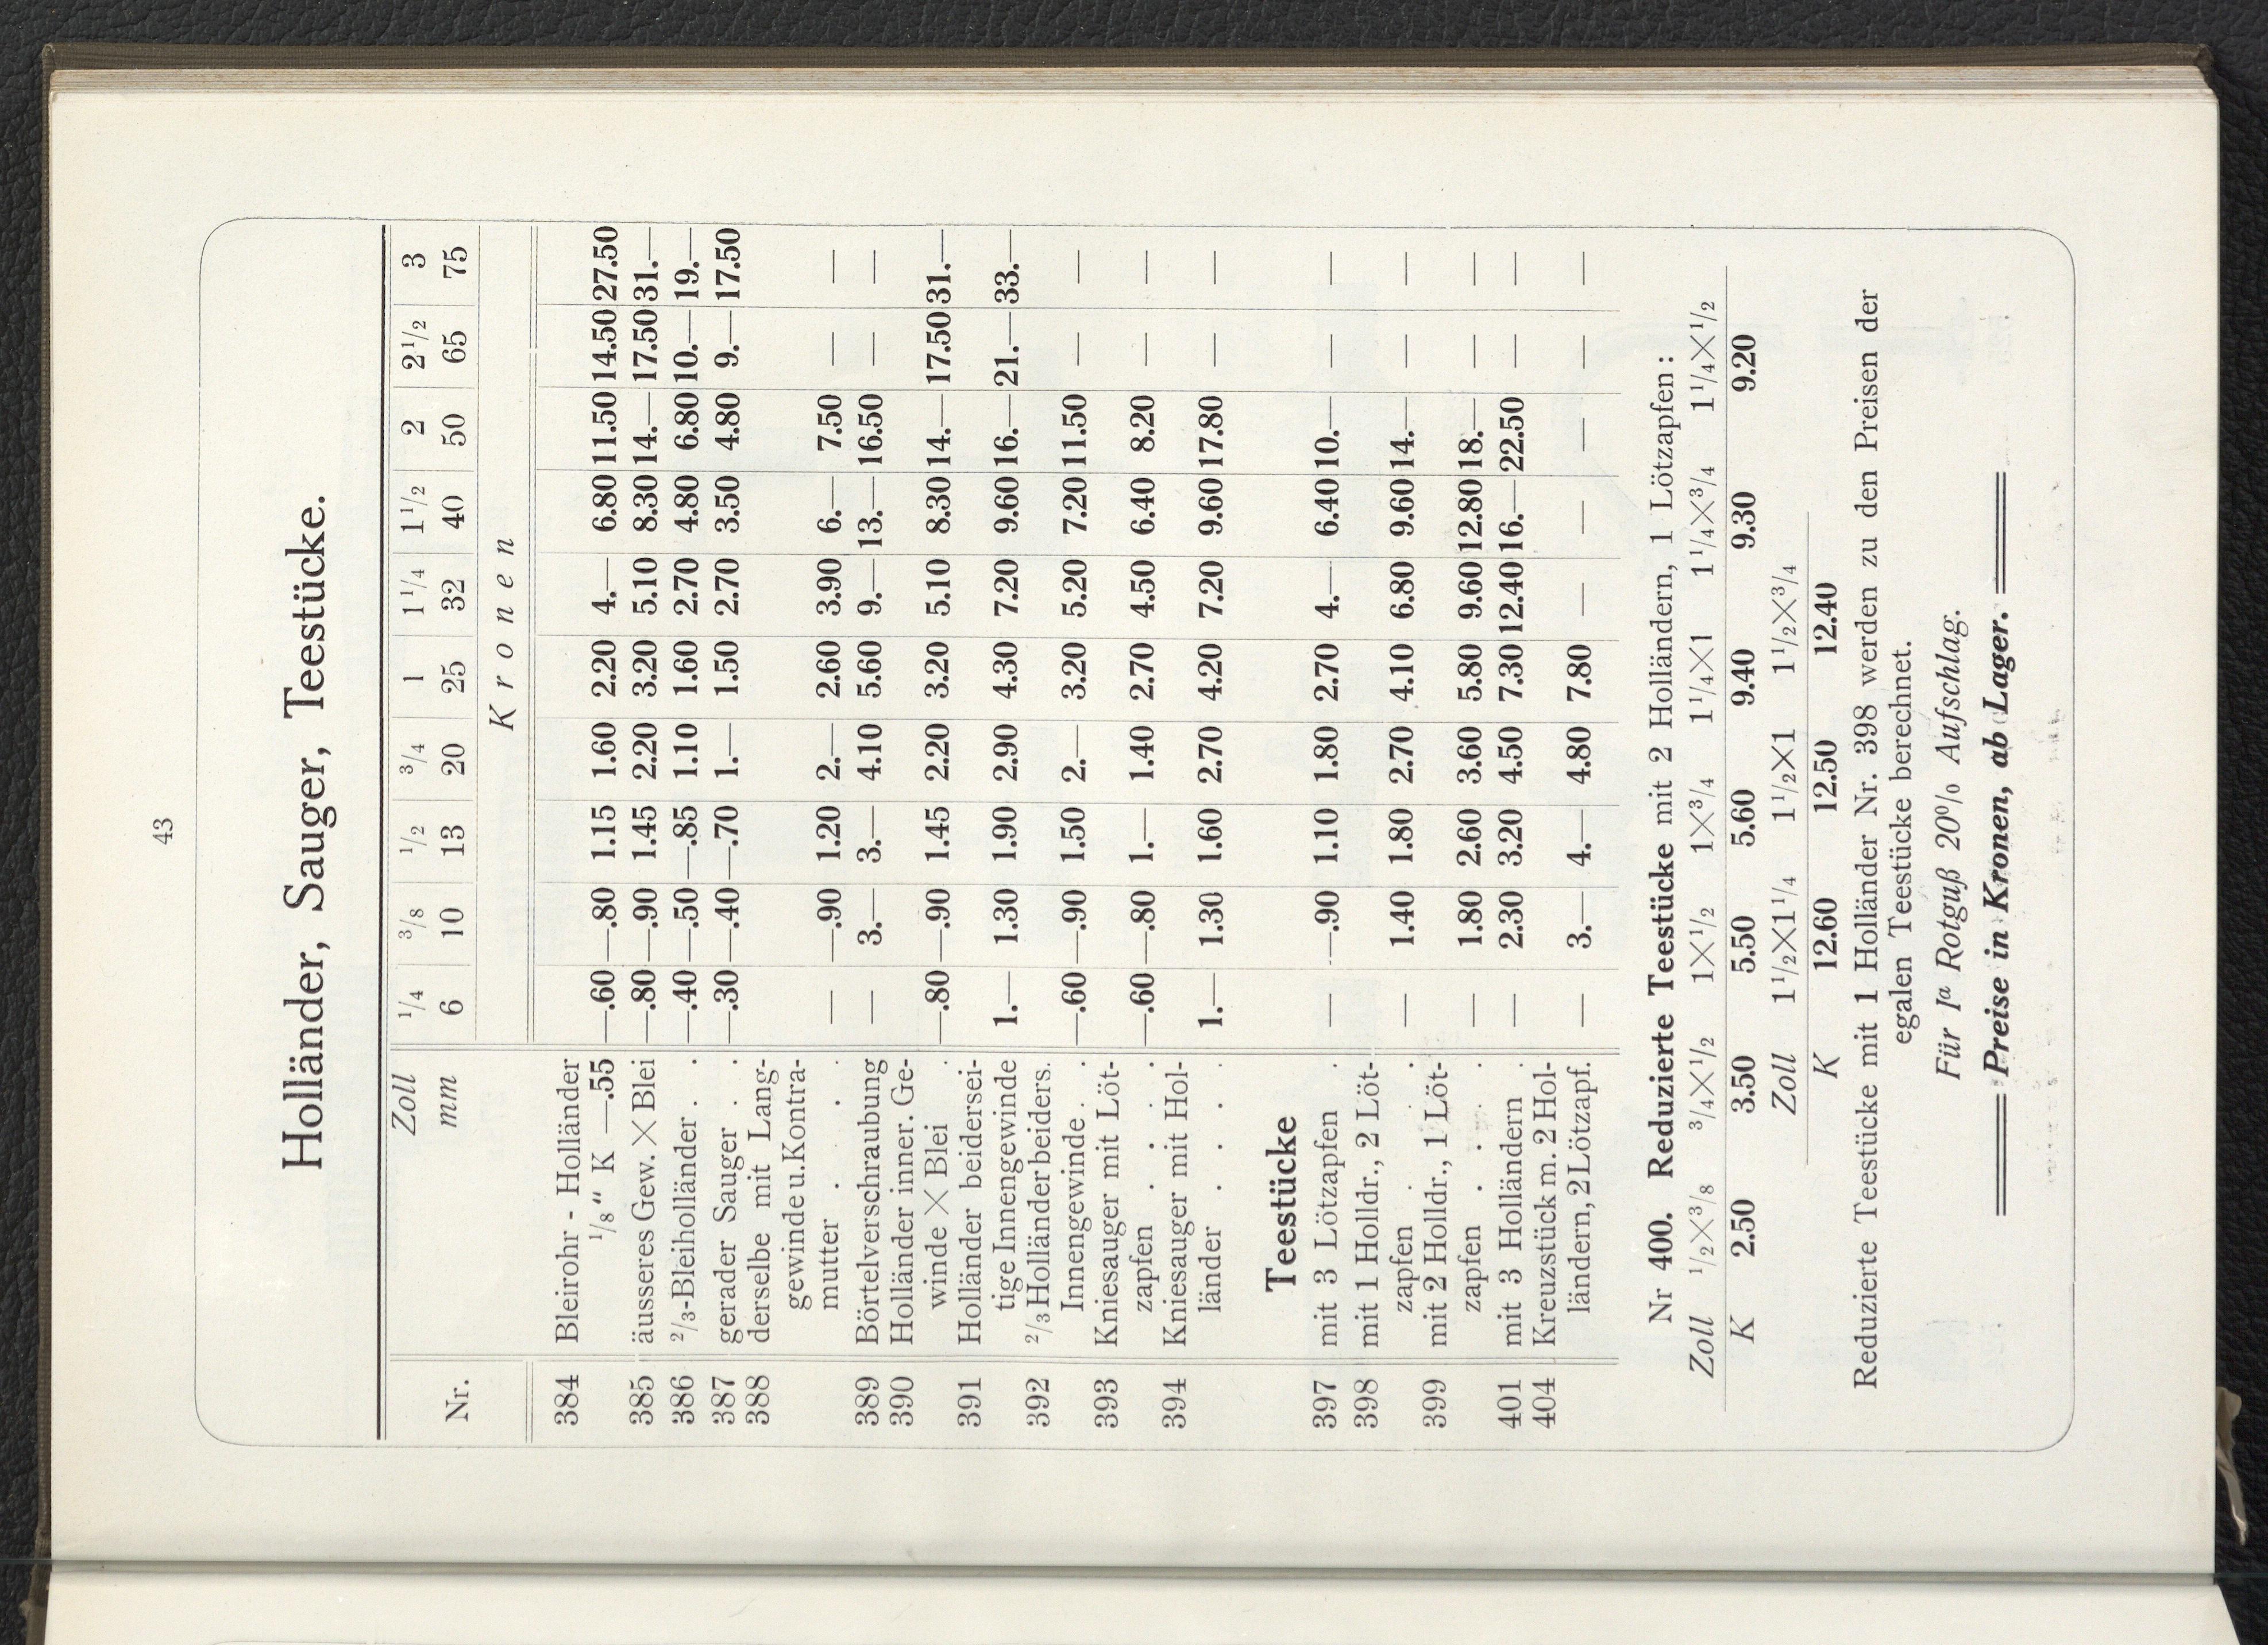 43
Holländer, Sauger, Teestücke.
Nr. Zoll 1/4 3/8 1/2 3/4 1 1 1/4 1 1/2 2 2 1/2 3
mm 6 10 13 20 25 32 40 50 65 75
Kronen
384 Bleirohr - Holländer
1/8 " K —.55 —.60 —.80 1.15 1.60 2.20 4.— 6.80 11.50 14.50 27.50
385 äusseres Gew. × Blei —.80 —.90 1.45 2.20 3.20 5.10 8.30 14.— 17.50 31.—
386 2/3-Bleiholländer . . —.40 —.50 —.85 1.10 1.60 2.70 4.80 6.80 10.— 19.—
387 gerader Sauger . . —.30 —.40 —.70 1.— 1.50 2.70 3.50 4.80 9.— 17.50
388 derselbe mit Lang-
gewinde u. Kontra-
mutter . . . — —.90 1.20 2.— 2.60 3.90 6.— 7.50 — —
389 Börtelverschraubung — 3.— 3.— 4.10 5.60 9.— 13.— 16.50 — —
390 Holländer inner. Ge-
winde × Blei . . —.80 —.90 1.45 2.20 3.20 5.10 8.30 14.— 17.50 31.—
391 Holländer beidersei-
tige Innengewinde 1.— 1.30 1.90 2.90 4.30 7.20 9.60 16.— 21.— 33.—
392 2/3 Holländer beiders.
Innengewinde . . —.60 —.90 1.50 2.— 3.20 5.20 7.20 11.50 — —
393 Kniesauger mit Löt-
zapfen . . . . —.60 —.80 1.— 1.40 2.70 4.50 6.40 8.20 — —
394 Kniesauger mit Hol-
länder . . . . 1.— 1.30 1.60 2.70 4.20 7.20 9.60 17.80 — —
Teestücke
397 mit 3 Lötzapfen . — —.90 1.10 1.80 2.70 4.— 6.40 10.— — —
398 mit 1 Holldr., 2 Löt-
zapfen . . . . — 1.40 1.80 2.70 4.10 6.80 9.60 14.— — —
399 mit 2 Holldr., 1 Löt-
zapfen . . . . — 1.80 2.60 3.60 5.80 9.60 12.80 18.— — —
401 mit 3 Holländern . — 2.30 3.20 4.50 7.30 12.40 16.— 22.50 — —
404 Kreuzstück m. 2 Hol-
ländern, 2 Lötzapf. — 3.— 4.— 4.80 7.80 — — — — —
Nr 400. Reduzierte Teestücke mit 2 Holländern, 1 Lötzapfen:
Zoll 1/2×3/8 3/4×1/2 1×1/2 1×3/4 1 1/4×1 1 1/4×3/4 1 1/4×1/2
K 2.50 3.50 5.50 5.60 9.40 9.30 9.20
Zoll 1 1/2×1 1/4 1 1/2×1 1 1/2×3/4
K 12.60 12.50 12.40
Reduzierte Teestücke mit 1 Holländer Nr. 398 werden zu den Preisen der
egalen Teestücke berechnet.
Für Iª Rotguß 20% Aufschlag.
Preise in Kronen, ab Lager.